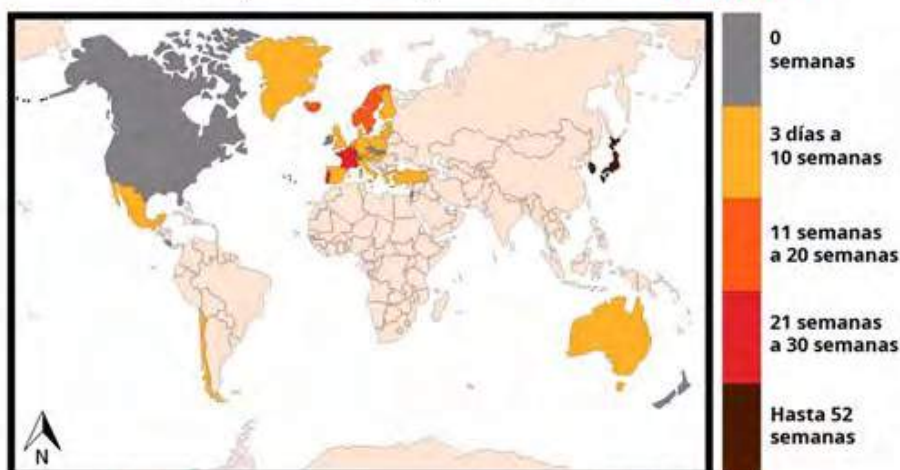 0
semanas
3 días a
10 semanas
11 semanas
a 20 semanas
21 semanas
a 30 semanas
Hasta 52
semanas
N